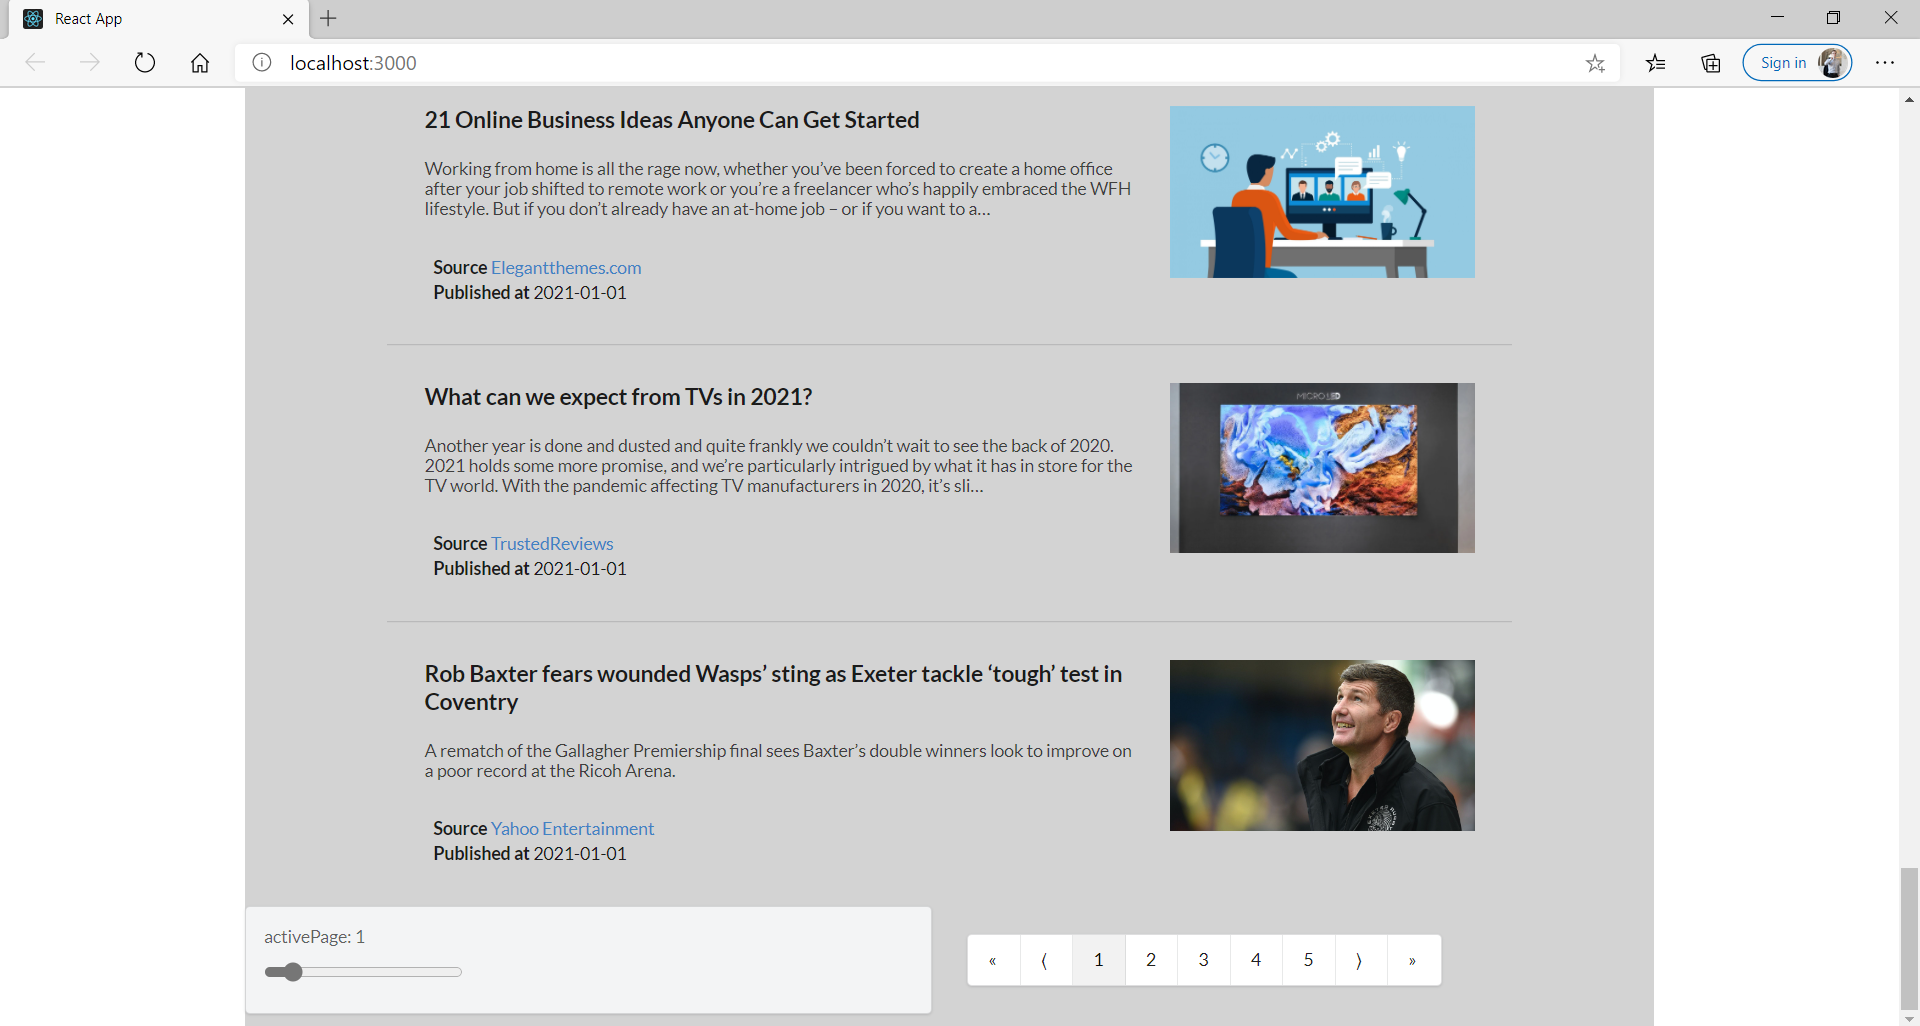 React App
localhost:3000
Sign in
21 Online Business Ideas Anyone Can Get Started
Working from home is all the rage now, whether you’ve been forced to create a home office
after your job shifted to remote work or you’re a freelancer who’s happily embraced the WFH
lifestyle. But if you don’t already have an at-home job – or if you want to a…
Source Elegantthemes.com
Published at 2021-01-01
What can we expect from TVs in 2021?
MICRO LED
Another year is done and dusted and quite frankly we couldn’t wait to see the back of 2020.
2021 holds some more promise, and we’re particularly intrigued by what it has in store for the
TV world. With the pandemic affecting TV manufacturers in 2020, it’s sli…
Source TrustedReviews
Published at 2021-01-01
Rob Baxter fears wounded Wasps’ sting as Exeter tackle ‘tough’ test in
Coventry
A rematch of the Gallagher Premiership final sees Baxter’s double winners look to improve on
a poor record at the Ricoh Arena.
Source Yahoo Entertainment
Published at 2021-01-01
activePage: 1
« ⟨ 1 2 3 4 5 ⟩ »